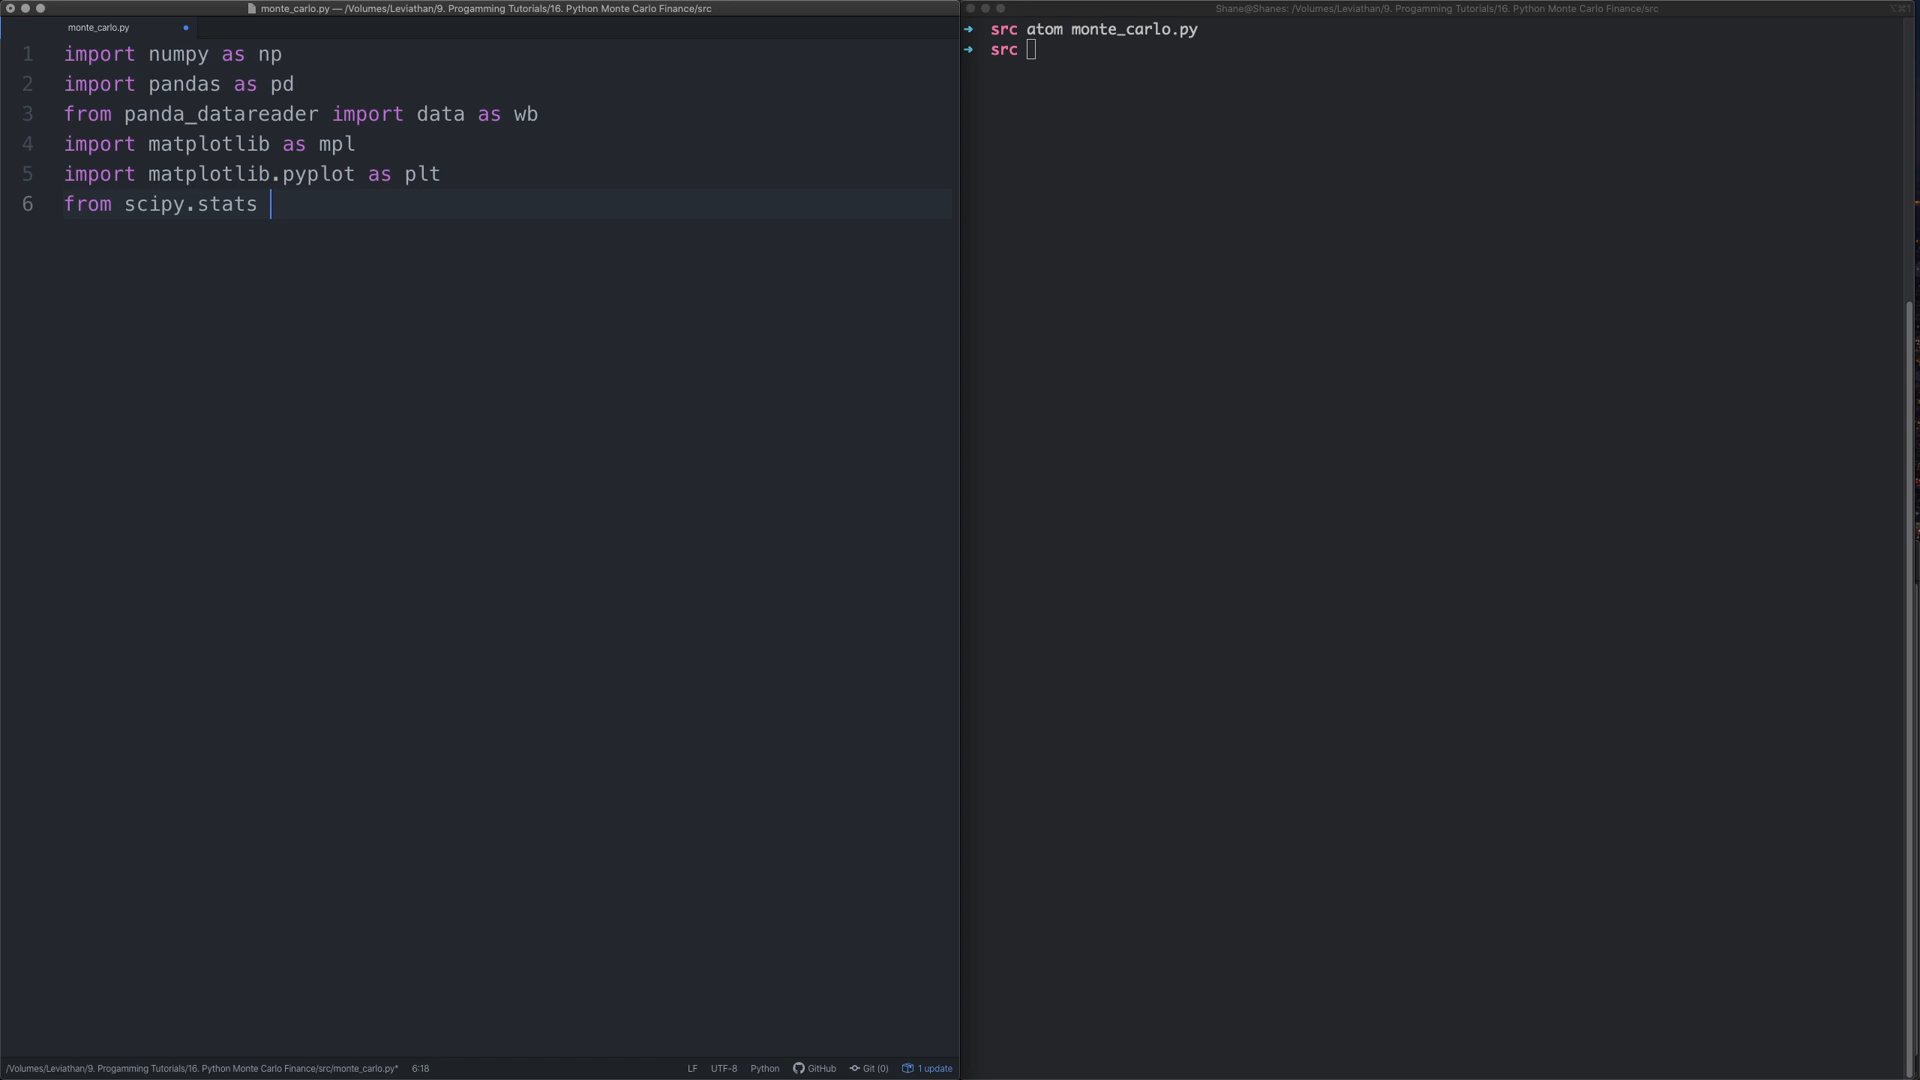 monte_carlo.py — /Volumes/Leviathan/9. Progamming Tutorials/16. Python Monte Carlo Finance/src
monte_carlo.py
1 import numpy as np
2 import pandas as pd
3 from panda_datareader import data as wb
4 import matplotlib as mpl
5 import matplotlib.pyplot as plt
6 from scipy.stats
/Volumes/Leviathan/9. Progamming Tutorials/16. Python Monte Carlo Finance/src/monte_carlo.py* 6:18 LF UTF-8 Python GitHub Git (0) 1 update
Shane@Shanes: /Volumes/Leviathan/9. Progamming Tutorials/16. Python Monte Carlo Finance/src ⌥⌘1
➜ src atom monte_carlo.py
➜ src